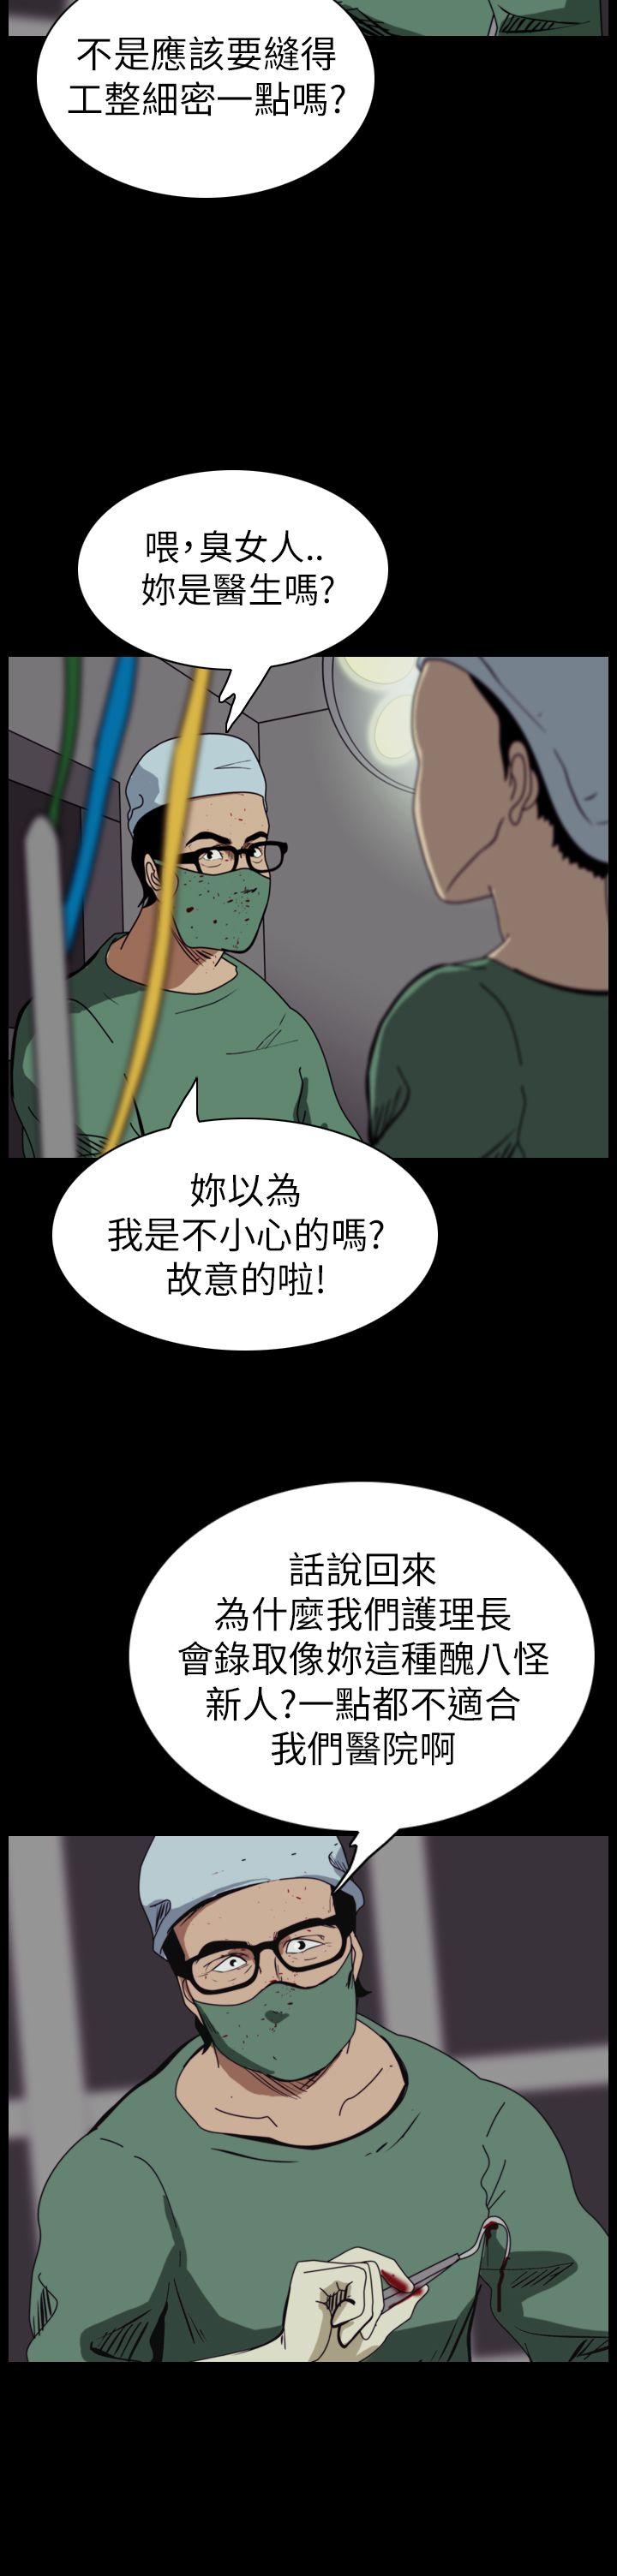 不是應該要縫得
工整細密一點嗎?
喂,臭女人..
妳是醫生嗎?
妳以為
我是不小心的嗎?
故意的啦!
話說回來
為什麼我們護理長
會錄取像妳這種醜八怪
新人?一點都不適合
我們醫院啊